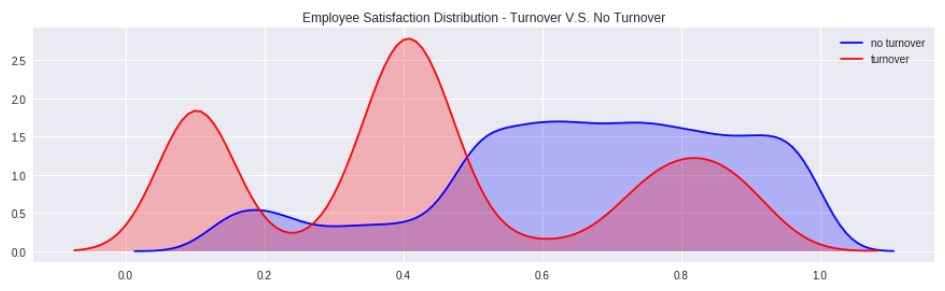 Employee Satisfaction Distribution - Turnover V.S. No Turnover
no turnover
turnover
2.5
2.0
1.5
1.0
0.5
0.0
0.0 0.2 0.4 0.6 0.8 1.0